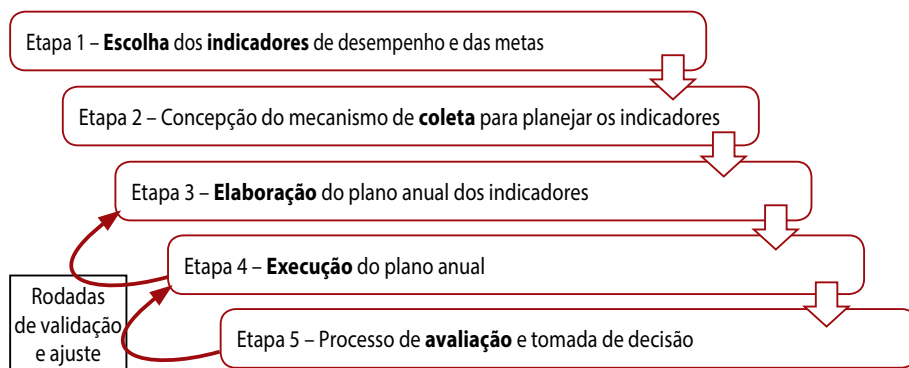 Etapa 1 – Escolha dos indicadores de desempenho e das metas
Etapa 2 – Concepção do mecanismo de coleta para planejar os indicadores
Etapa 3 – Elaboração do plano anual dos indicadores
Etapa 4 – Execução do plano anual
Rodadas
de validação
e ajuste
Etapa 5 – Processo de avaliação e tomada de decisão